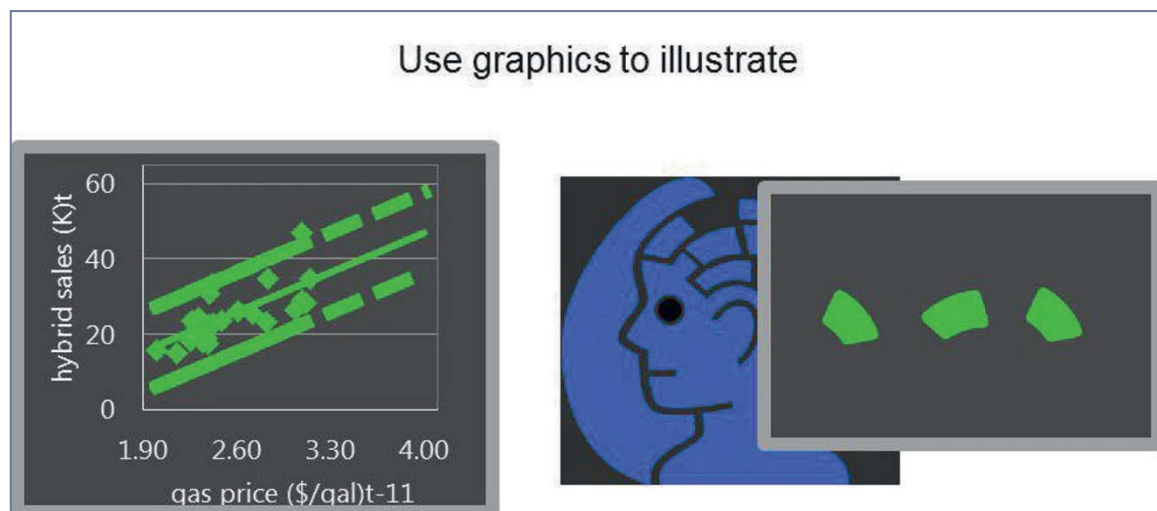 Use graphics to illustrate
hybrid sales (K)t
60
40
20
0
1.90 2.60 3.30 4.00
gas price ($/gal)t-11